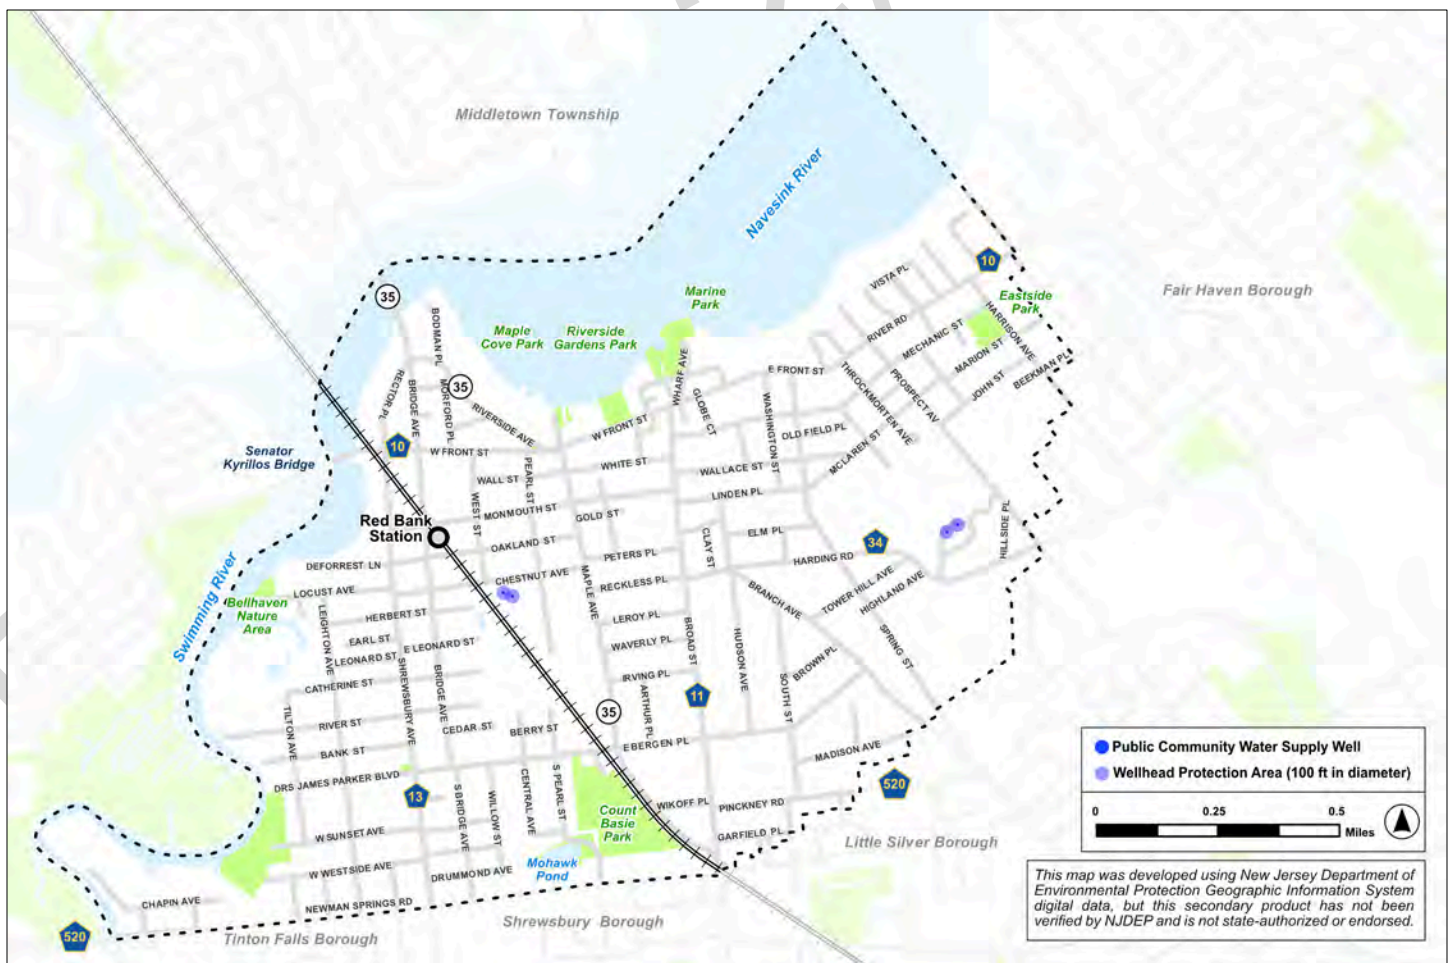 Middletown Township
Navesink River
Fair Haven Borough
10
VISTA PL
Eastside
Park
Marine
Park
35
Maple
Cove Park
Riverside
Gardens Park
BODMAN PL
RIVER RD
MECHANIC ST
HARRISON AVE
MARION ST
JOHN ST
BEEKMAN PL
E FRONT ST
THROCKMORTEN AVE
PROSPECT AV
WHARF AVE
GLOBE CT
WASHINGTON ST
OLD FIELD PL
MCLAREN ST
RECTOR PL
BRIDGE AVE
MORFORD PL
35
RIVERSIDE AVE
W FRONT ST
10
W FRONT ST
Senator
Kyrillos Bridge
WHITE ST
WALLACE ST
WALL ST
PEARL ST
LINDEN PL
WEST ST
MONMOUTH ST
GOLD ST
Red Bank
Station
OAKLAND ST
PETERS PL
CLAY ST
ELM PL
34
HARDING RD
HILLSIDE PL
DEFORREST LN
CHESTNUT AVE
RECKLESS PL
MAPLE AVE
BRANCH AVE
TOWER HILL AVE
HIGHLAND AVE
LOCUST AVE
Bellhaven
Nature
Area
Swimming River
LEIGHTON AVE
HERBERT ST
EARL ST
E LEONARD ST
LEONARD ST
CATHERINE ST
LEROY PL
WAVERLY PL
BROAD ST
HUDSON AVE
SPRING ST
BROWN PL
IRVING PL
ARTHUR PL
11
SOUTH ST
SHREWSBURY AVE
BRIDGE AVE
TILTON AVE
RIVER ST
CEDAR ST
BERRY ST
35
E BERGEN PL
MADISON AVE
BANK ST
DRS JAMES PARKER BLVD
13
S BRIDGE AVE
WILLOW ST
CENTRAL AVE
S PEARL ST
Count
Basie
Park
WIKOFF PL
PINCKNEY RD
GARFIELD PL
520
Little Silver Borough
W SUNSET AVE
W WESTSIDE AVE
DRUMMOND AVE
Mohawk
Pond
CHAPIN AVE
NEWMAN SPRINGS RD
Shrewsbury Borough
Tinton Falls Borough
520
Public Community Water Supply Well
Wellhead Protection Area (100 ft in diameter)
0 0.25 0.5
Miles
This map was developed using New Jersey Department of
Environmental Protection Geographic Information System
digital data, but this secondary product has not been
verified by NJDEP and is not state-authorized or endorsed.